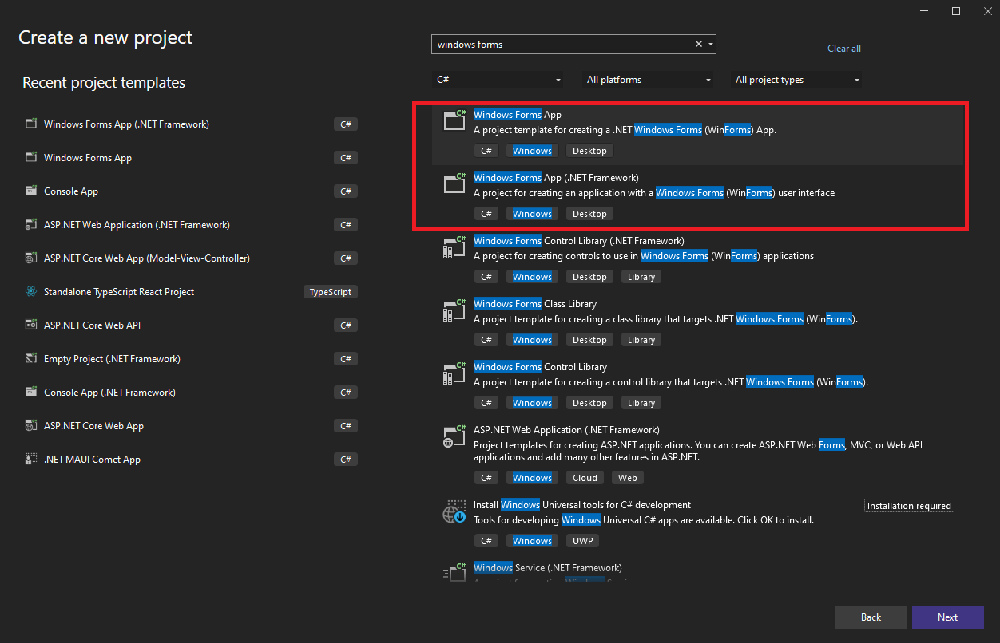 Create a new project
Recent project templates
Windows Forms App (.NET Framework) C#
Windows Forms App C#
Console App C#
ASP.NET Web Application (.NET Framework) C#
ASP.NET Core Web App (Model-View-Controller) C#
Standalone TypeScript React Project TypeScript
ASP.NET Core Web API C#
Empty Project (.NET Framework) C#
Console App (.NET Framework) C#
ASP.NET Core Web App C#
.NET MAUI Comet App C#
windows forms
Clear all
C# All platforms All project types
C#
Windows Forms App
A project template for creating a .NET Windows Forms (WinForms) App.
C# Windows Desktop
C#
Windows Forms App (.NET Framework)
A project for creating an application with a Windows Forms (WinForms) user interface
C# Windows Desktop
C#
Windows Forms Control Library (.NET Framework)
A project for creating controls to use in Windows Forms (WinForms) applications
C# Windows Desktop Library
C#
Windows Forms Class Library
A project template for creating a class library that targets .NET Windows Forms (WinForms).
C# Windows Desktop Library
C#
Windows Forms Control Library
A project template for creating a control library that targets .NET Windows Forms (WinForms).
C# Windows Desktop Library
C#
ASP.NET Web Application (.NET Framework)
Project templates for creating ASP.NET applications. You can create ASP.NET Web Forms, MVC, or Web API
applications and add many other features in ASP.NET.
C# Windows Cloud Web
Install Windows Universal tools for C# development Installation required
Tools for developing Windows Universal C# apps are available. Click OK to install.
C# Windows UWP
C#
Windows Service (.NET Framework)
A project for creating Windows Services
Back Next